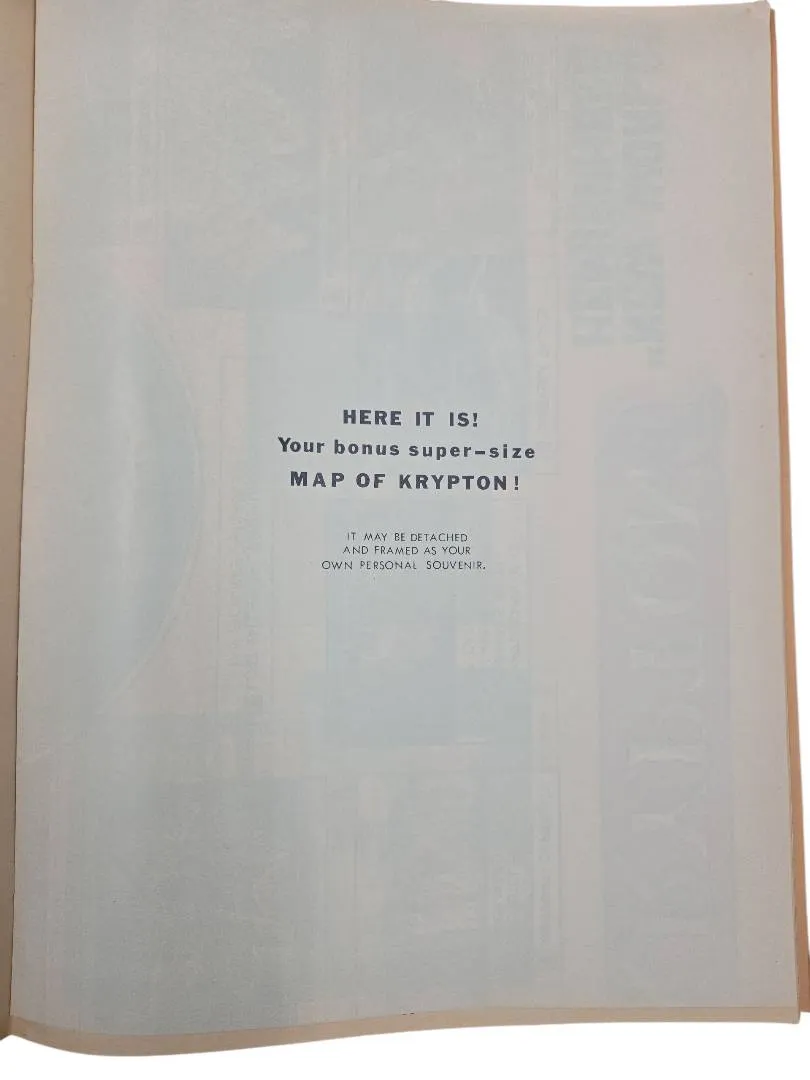 HERE IT IS!
Your bonus super-size
MAP OF KRYPTON!
IT MAY BE DETACHED
AND FRAMED AS YOUR
OWN PERSONAL SOUVENIR.